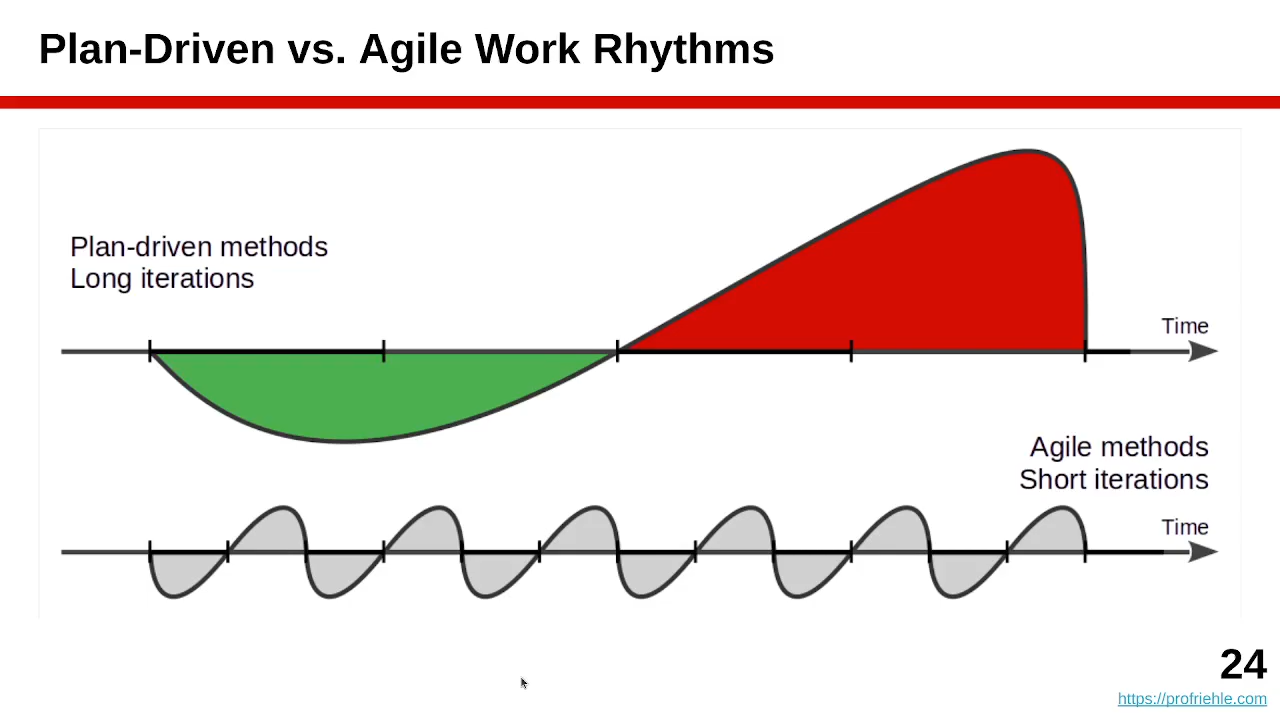 Plan-Driven vs. Agile Work Rhythms
Plan-driven methods
Long iterations
Time
Agile methods
Short iterations
Time
24
https://profriehle.com